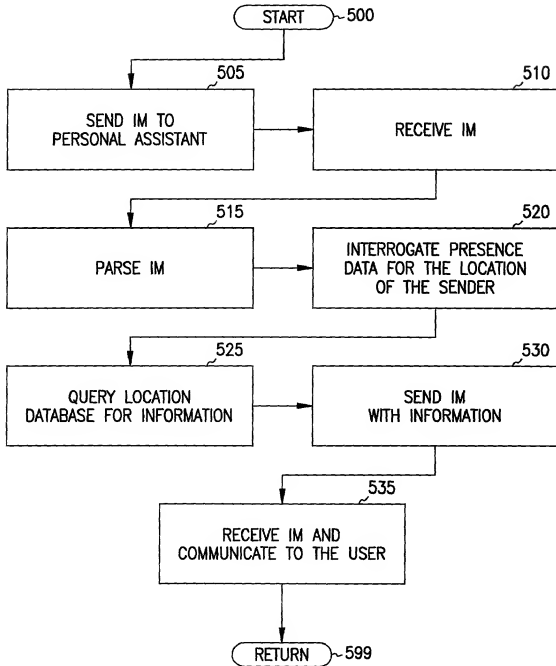 START 500
505
SEND IM TO
PERSONAL ASSISTANT
510
RECEIVE IM
515
PARSE IM
520
INTERROGATE PRESENCE
DATA FOR THE LOCATION
OF THE SENDER
525
QUERY LOCATION
DATABASE FOR INFORMATION
530
SEND IM
WITH INFORMATION
535
RECEIVE IM AND
COMMUNICATE TO THE USER
RETURN 599